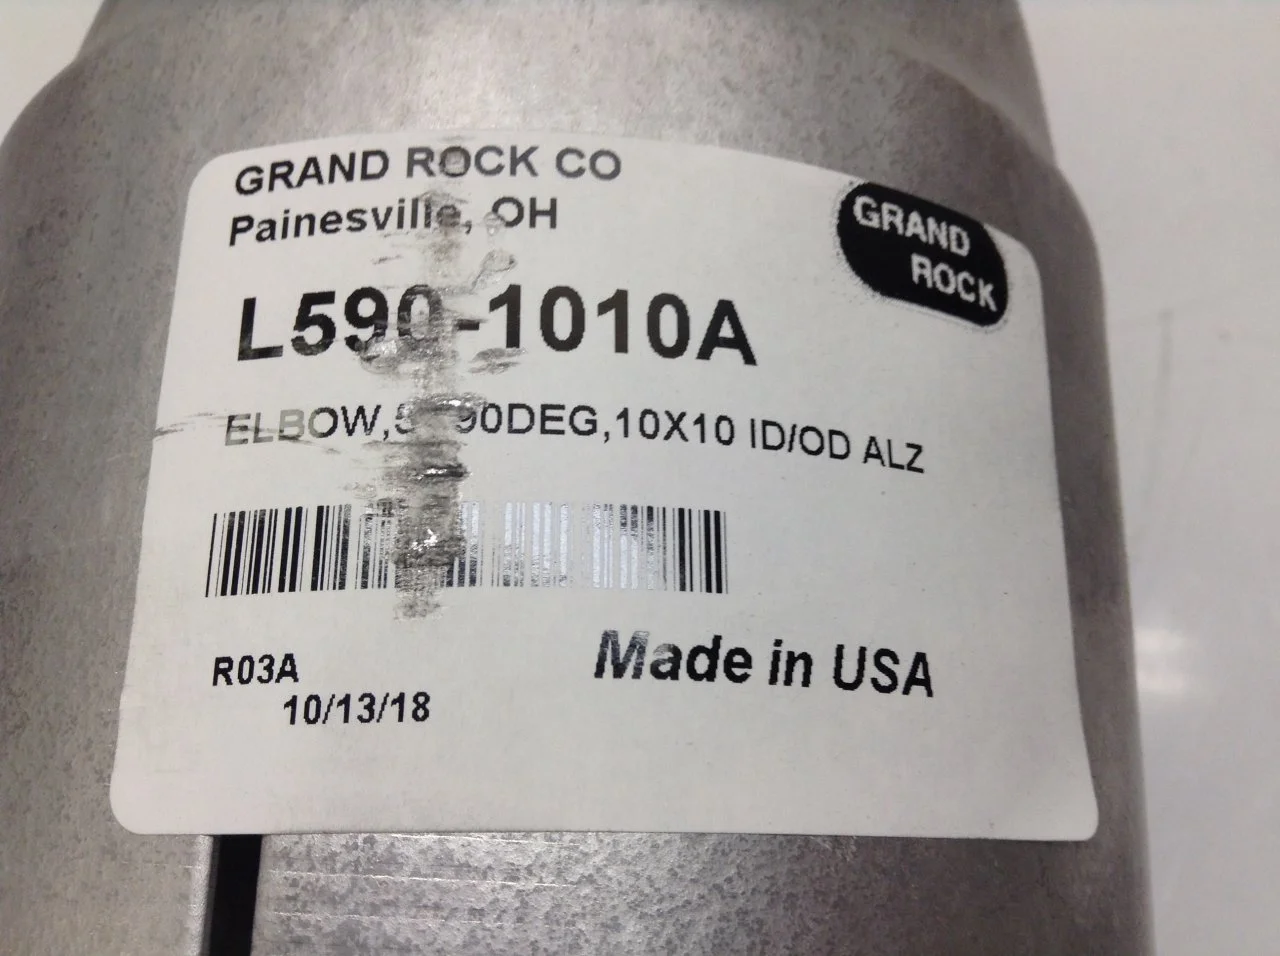 GRAND ROCK CO
Painesville, OH
GRAND
ROCK
L590-1010A
ELBOW,5 90DEG,10X10 ID/OD ALZ
R03A
10/13/18
Made in USA